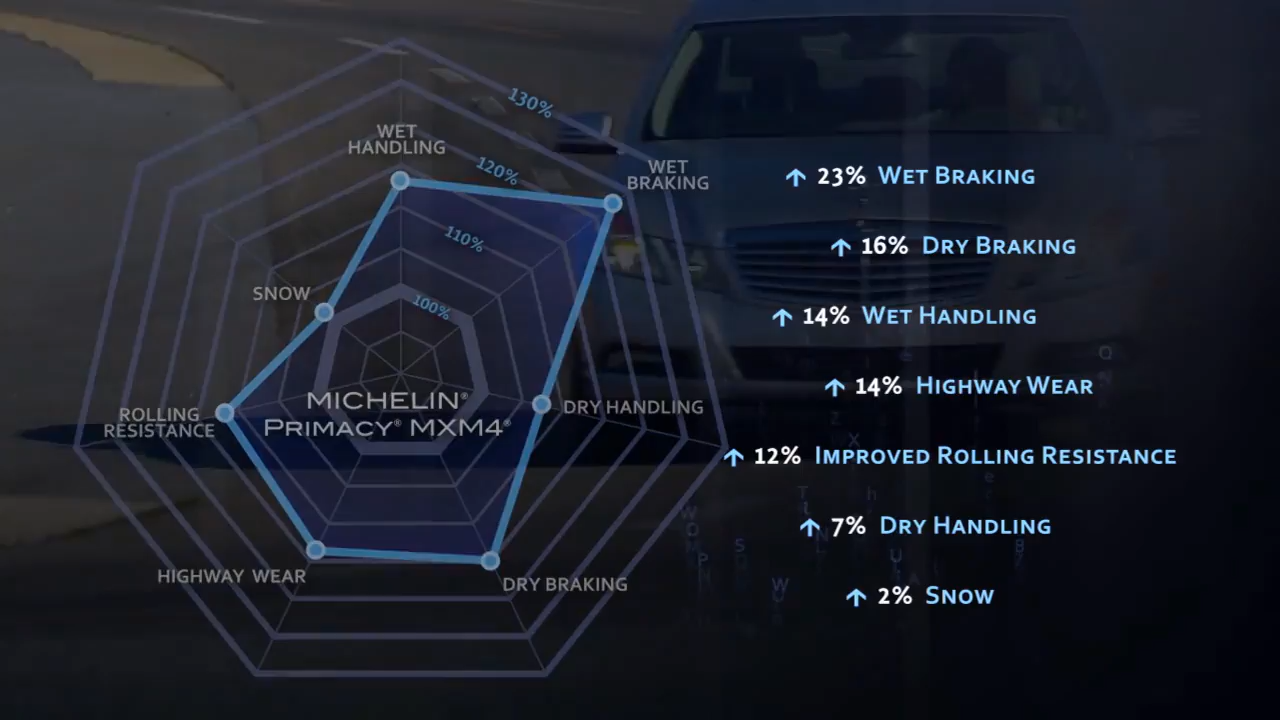 130%
WET
HANDLING
120%
WET
BRAKING
110%
SNOW
100%
MICHELIN®
PRIMACY® MXM4®
DRY HANDLING
ROLLING
RESISTANCE
HIGHWAY WEAR
DRY BRAKING
↑ 23% WET BRAKING
↑ 16% DRY BRAKING
↑ 14% WET HANDLING
↑ 14% HIGHWAY WEAR
↑ 12% IMPROVED ROLLING RESISTANCE
↑ 7% DRY HANDLING
↑ 2% SNOW